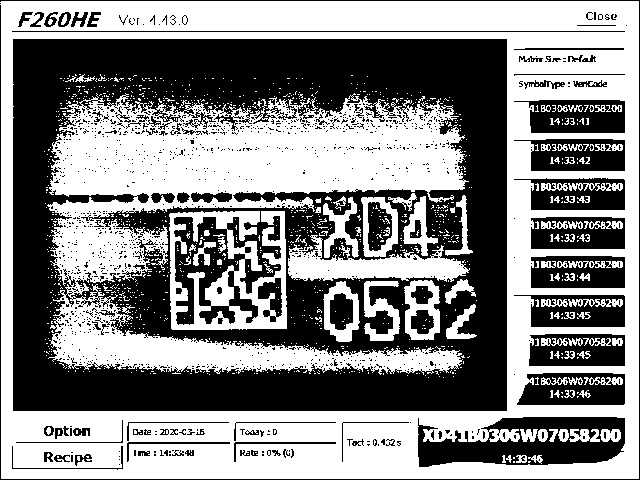 F260HE Ver. 4.43.0
Close
Matrix Size : Default
SymbolType : VeriCode
41B0306W07058200
14:33:41
41B0306W07058200
14:33:42
41B0306W07058200
14:33:43
41B0306W07058200
14:33:43
41B0306W07058200
14:33:44
41B0306W07058200
14:33:45
41B0306W07058200
14:33:45
41B0306W07058200
14:33:46
XD41
0582
Option
Recipe
Date : 2020-03-16
Time : 14:33:48
Today : 0
Rate : 0% (0)
Tact : 0.432 s
XD41B0306W07058200
14:33:46